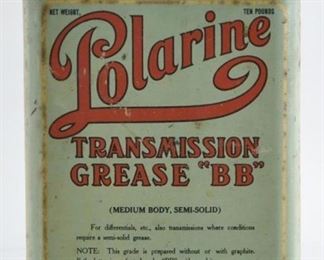 NET WEIGHT, TEN POUNDS
Polarine
TRANSMISSION
GREASE "BB"
(MEDIUM BODY, SEMI-SOLID)
For differentials, etc., also transmissions where conditions
require a semi-solid grease.
NOTE: This grade is prepared without or with graphite.